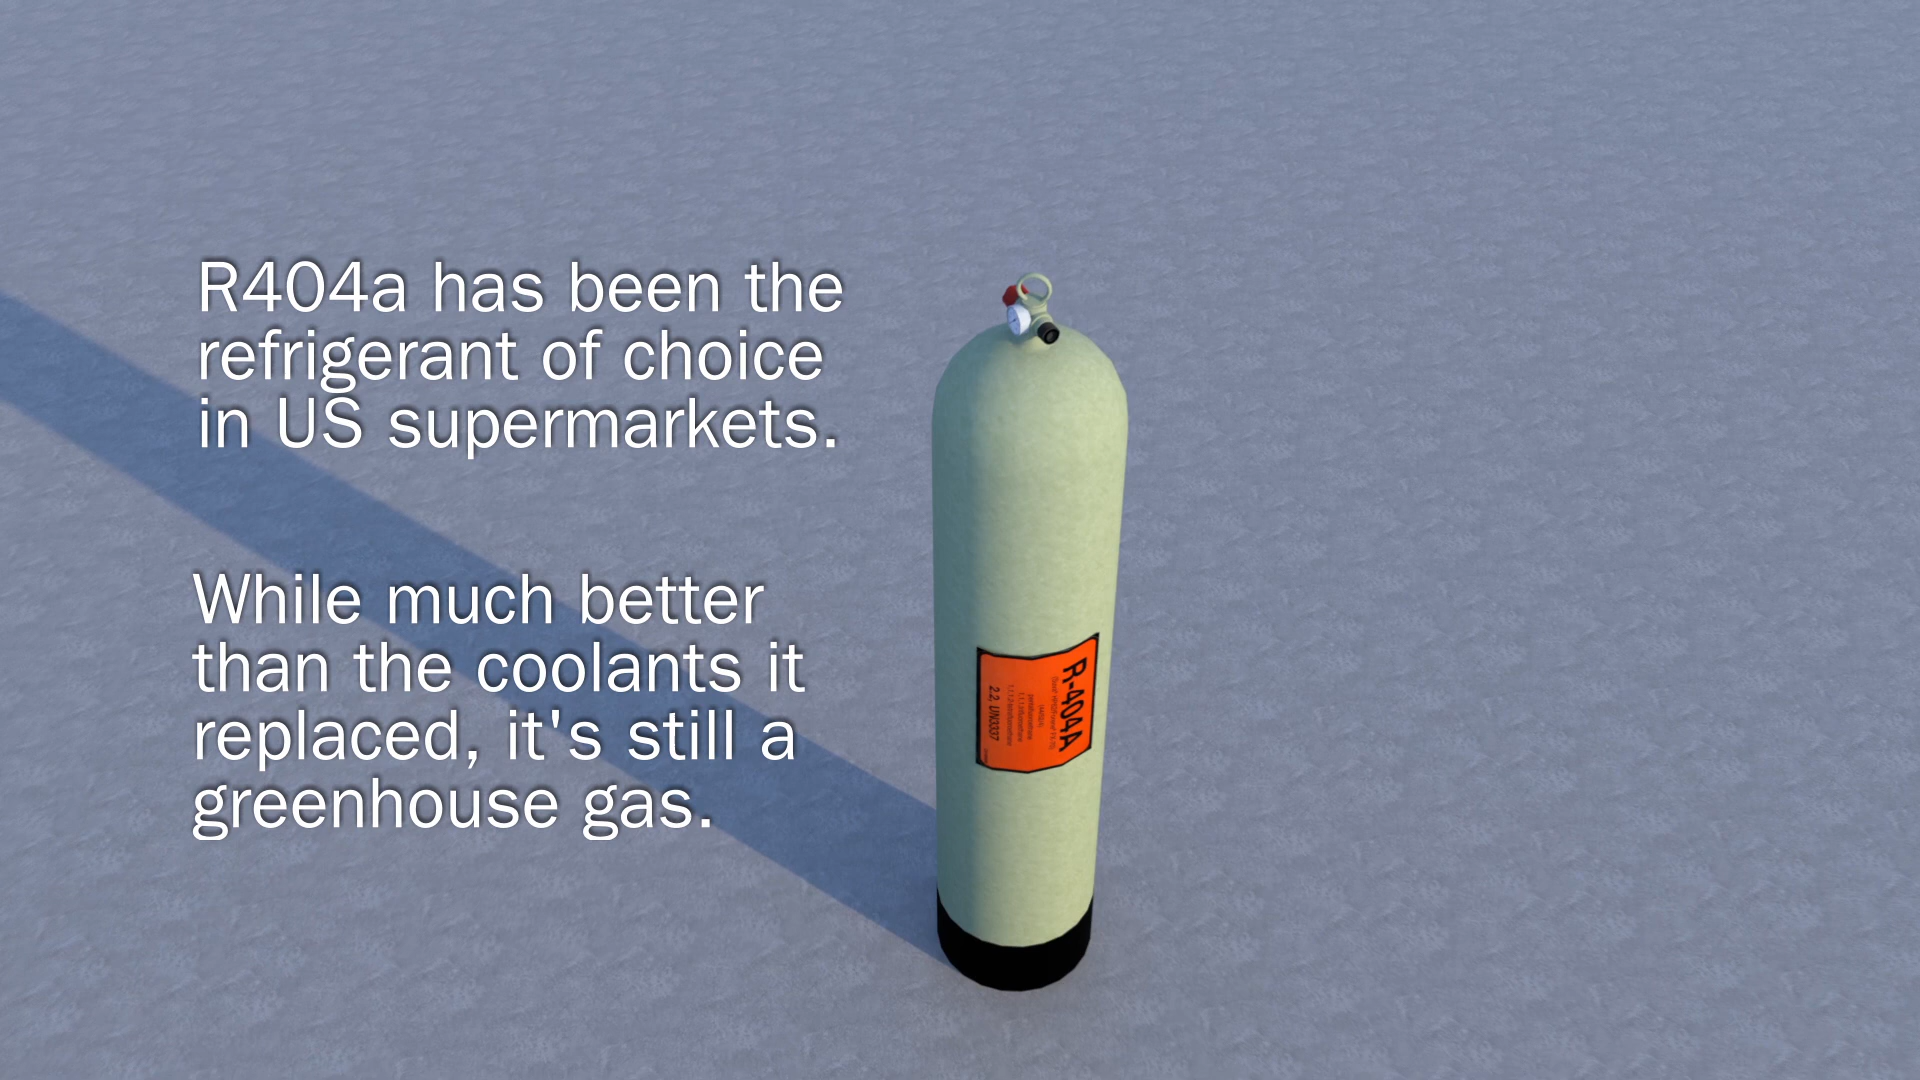 R404a has been the
refrigerant of choice
in US supermarkets.
While much better
than the coolants it
replaced, it's still a
greenhouse gas.
R-404A
2.2, UN3337